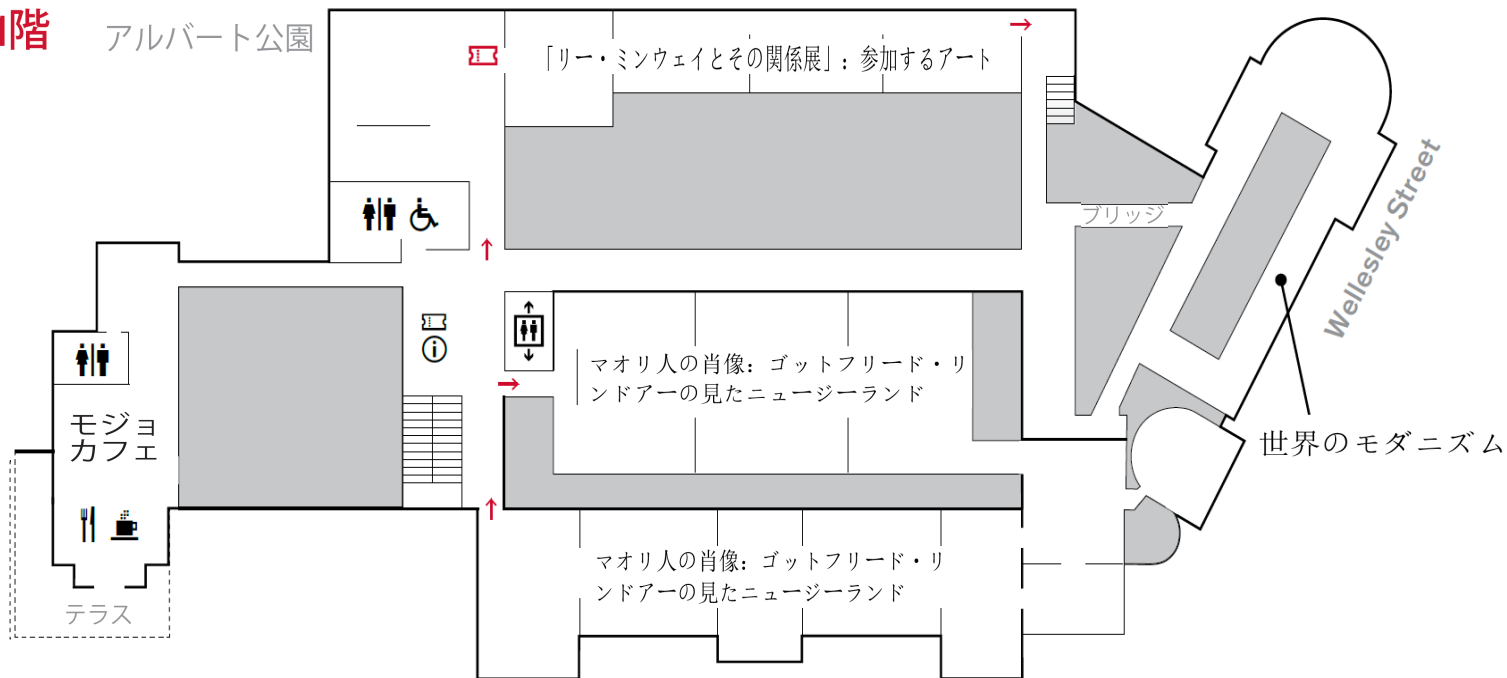 階
アルバート公園
「リー・ミンウェイとその関係展」: 参加するアート
ブリッジ
Wellesley Street
マオリ人の肖像: ゴットフリード・リ
ンドアーの見たニュージーランド
モジョ
カフェ
世界のモダニズム
マオリ人の肖像: ゴットフリード・リ
ンドアーの見たニュージーランド
テラス